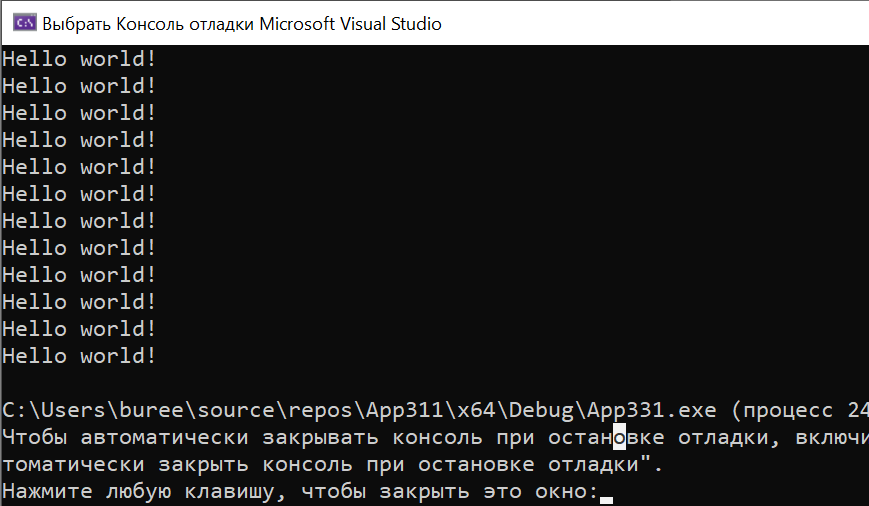 Выбрать Консоль отладки Microsoft Visual Studio
Hello world!
Hello world!
Hello world!
Hello world!
Hello world!
Hello world!
Hello world!
Hello world!
Hello world!
Hello world!
Hello world!
Hello world!
C:\Users\buree\source\repos\App311\x64\Debug\App331.exe (процесс 24
Чтобы автоматически закрывать консоль при остановке отладки, включи
томатически закрыть консоль при остановке отладки".
Нажмите любую клавишу, чтобы закрыть это окно: